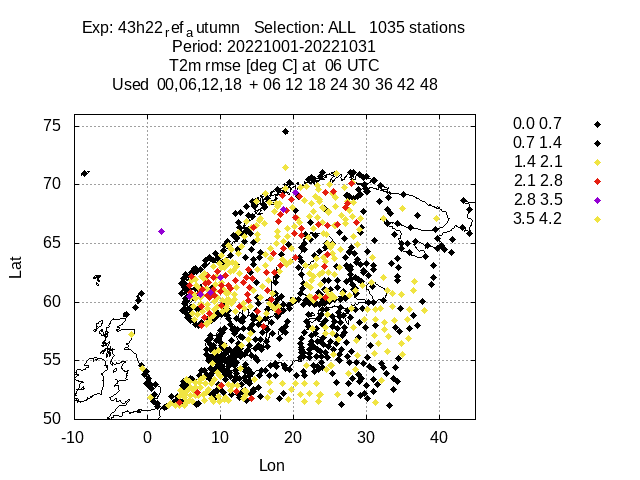 Exp: 43h22refautumn Selection: ALL 1035 stations
Period: 20221001-20221031
T2m rmse [deg C] at 06 UTC
Used 00,06,12,18 + 06 12 18 24 30 36 42 48
75
70
65
60
55
50
-10 0 10 20 30 40
Lat
Lon
0.0 0.7
0.7 1.4
1.4 2.1
2.1 2.8
2.8 3.5
3.5 4.2